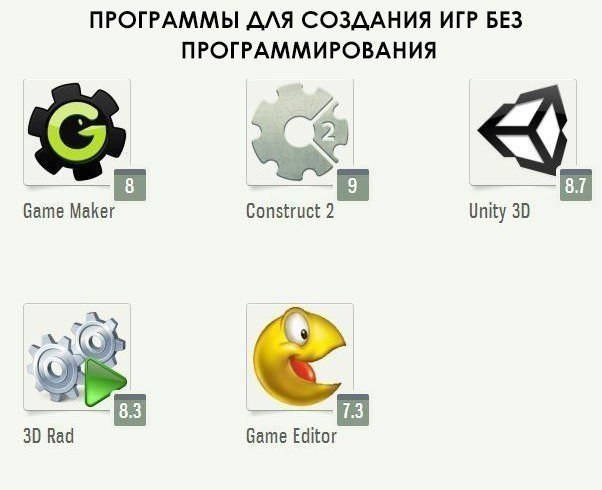 ПРОГРАММЫ ДЛЯ СОЗДАНИЯ ИГР БЕЗ
ПРОГРАММИРОВАНИЯ
8
2
9
8.7
Game Maker
Construct 2
Unity 3D
8.3
7.3
3D Rad
Game Editor